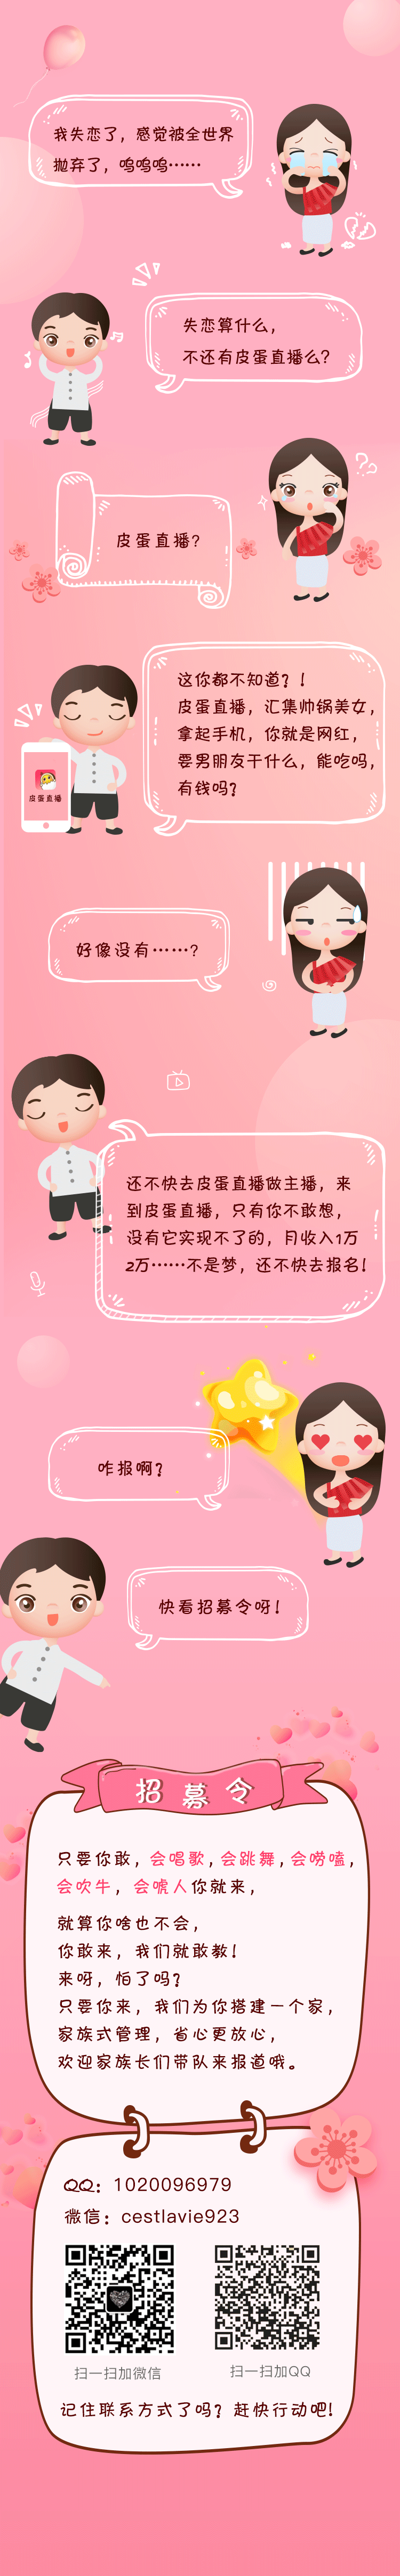 我失恋了，感觉被全世界
抛弃了，呜呜呜……
失恋算什么，
不还有皮蛋直播么？
皮蛋直播？
这你都不知道？！
皮蛋直播，汇集帅锅美女，
拿起手机，你就是网红，
要男朋友干什么，能吃吗，
有钱吗？
皮蛋直播
好像没有……？
还不快去皮蛋直播做主播，来
到皮蛋直播，只有你不敢想，
没有它实现不了的，月收入1万
2万……不是梦，还不快去报名！
咋报啊？
快看招募令呀！
招募令
只要你敢，会唱歌，会跳舞，会唠嗑，
会吹牛，会唬人你就来，
就算你啥也不会，
你敢来，我们就敢教！
来呀，怕了吗？
只要你来，我们为你搭建一个家，
家族式管理，省心更放心，
欢迎家族长们带队来报道哦。
QQ：1020096979
微信：cestlavie923
扫一扫加微信
扫一扫加QQ
记住联系方式了吗？赶快行动吧！